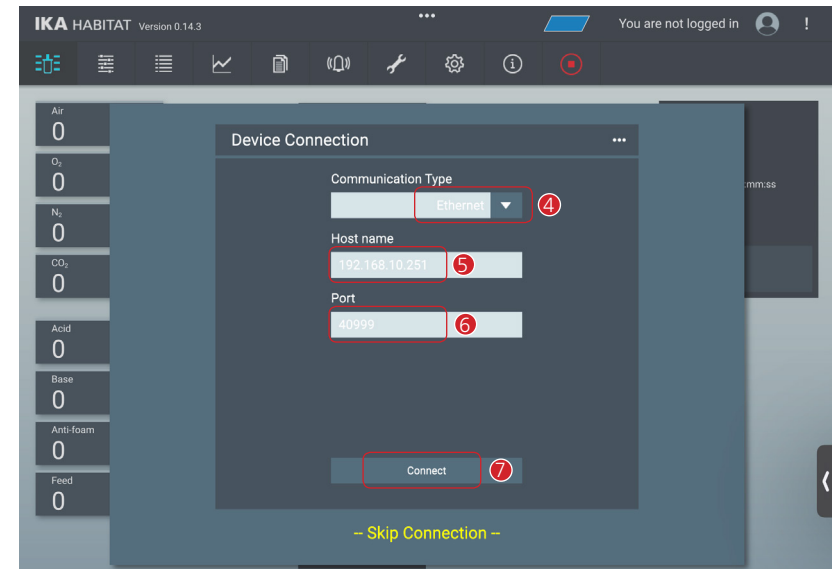 IKA HABITAT Version 0.14.3
You are not logged in
!
Air
0
O₂
0
N₂
0
CO₂
0
Acid
0
Base
0
Anti-foam
0
Feed
0
:mm:ss
Device Connection
Communication Type
Ethernet
4
Host name
192.168.10.251
5
Port
40999
6
Connect
7
-- Skip Connection --